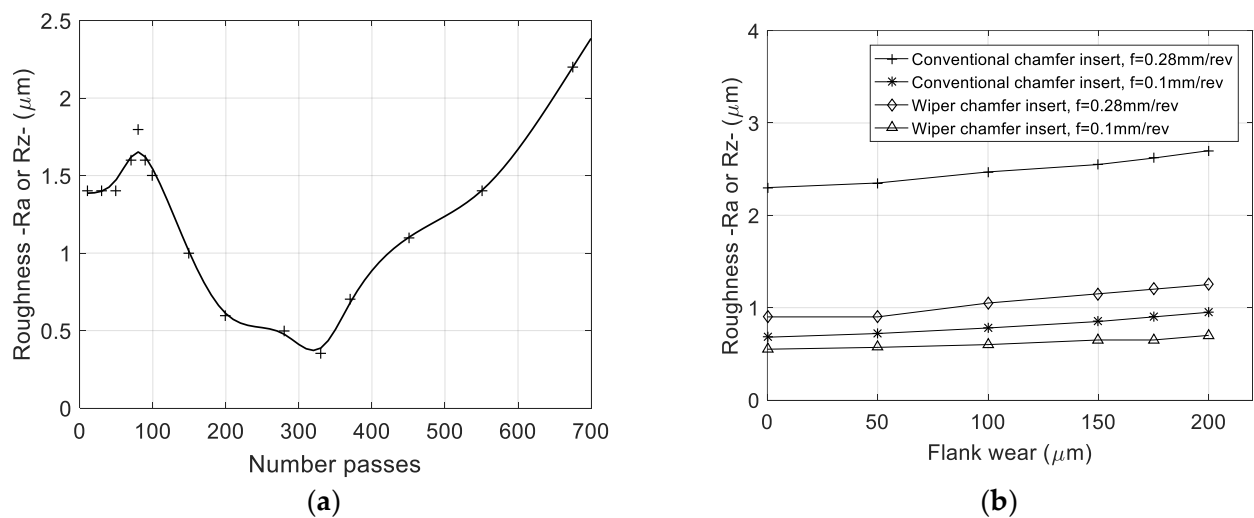 2.5
2
1.5
1
0.5
0
Roughness -Ra or Rz- (μm)
0 100 200 300 400 500 600 700
Number passes
(a)
4
3
2
1
0
Roughness -Ra or Rz- (μm)
Conventional chamfer insert, f=0.28mm/rev
Conventional chamfer insert, f=0.1mm/rev
Wiper chamfer insert, f=0.28mm/rev
Wiper chamfer insert, f=0.1mm/rev
0 50 100 150 200
Flank wear (μm)
(b)